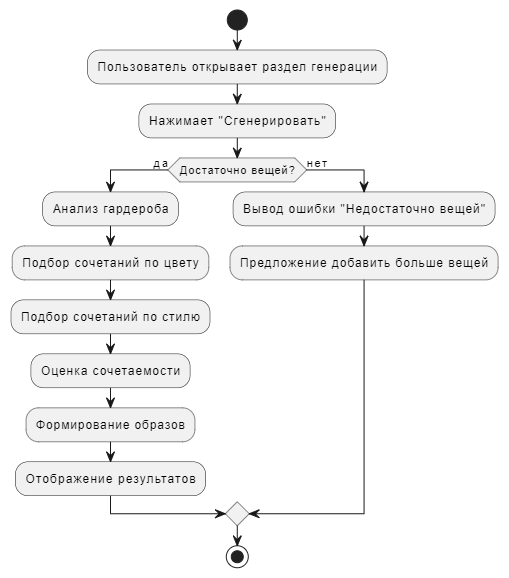 Пользователь открывает раздел генерации
Нажимает "Сгенерировать"
да
Достаточно вещей?
нет
Анализ гардероба
Вывод ошибки "Недостаточно вещей"
Подбор сочетаний по цвету
Предложение добавить больше вещей
Подбор сочетаний по стилю
Оценка сочетаемости
Формирование образов
Отображение результатов